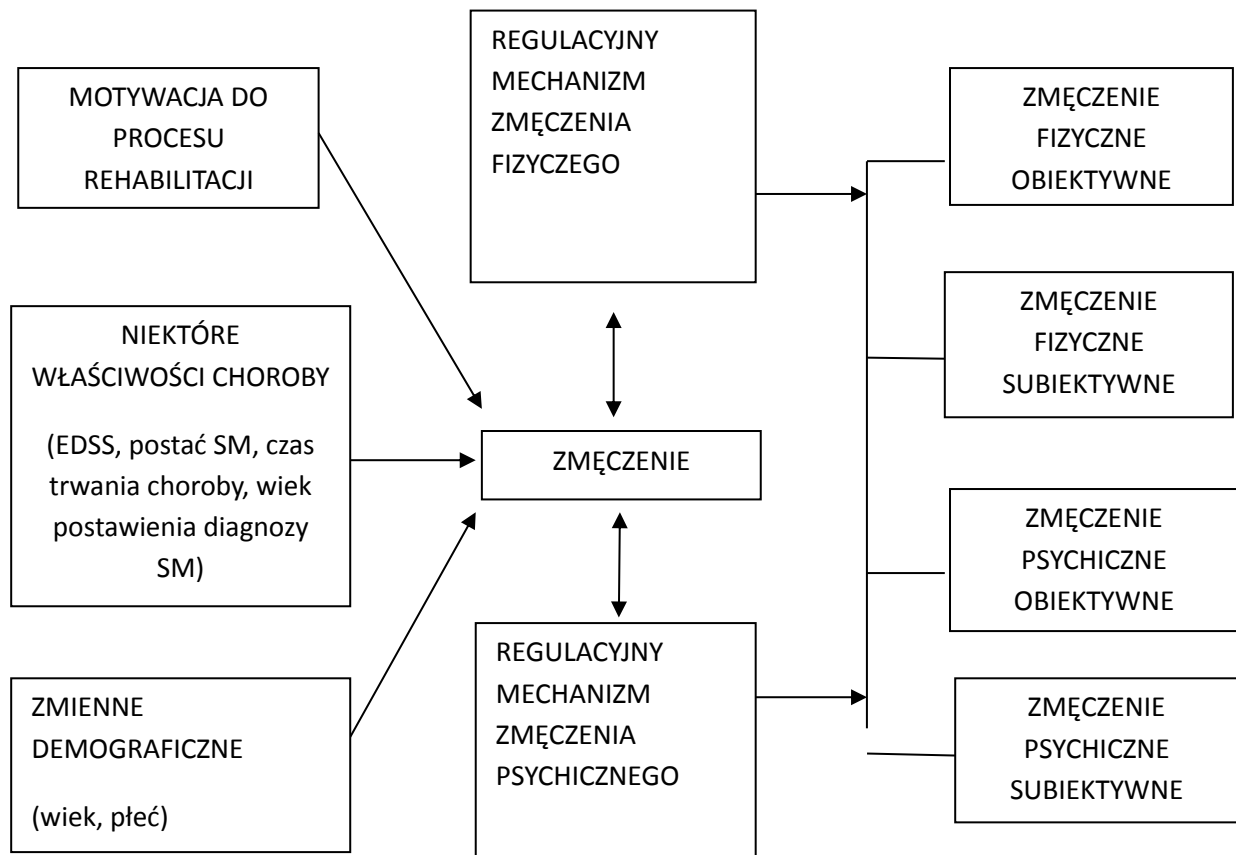 MOTYWACJA DO
PROCESU
REHABILITACJI
NIEKTÓRE
WŁAŚCIWOŚCI CHOROBY
(EDSS, postać SM, czas
trwania choroby, wiek
postawienia diagnozy
SM)
ZMIENNE
DEMOGRAFICZNE
(wiek, płeć)
REGULACYJNY
MECHANIZM
ZMĘCZENIA
FIZYCZEGO
ZMĘCZENIE
REGULACYJNY
MECHANIZM
ZMĘCZENIA
PSYCHICZNEGO
ZMĘCZENIE
FIZYCZNE
OBIEKTYWNE
ZMĘCZENIE
FIZYCZNE
SUBIEKTYWNE
ZMĘCZENIE
PSYCHICZNE
OBIEKTYWNE
ZMĘCZENIE
PSYCHICZNE
SUBIEKTYWNE